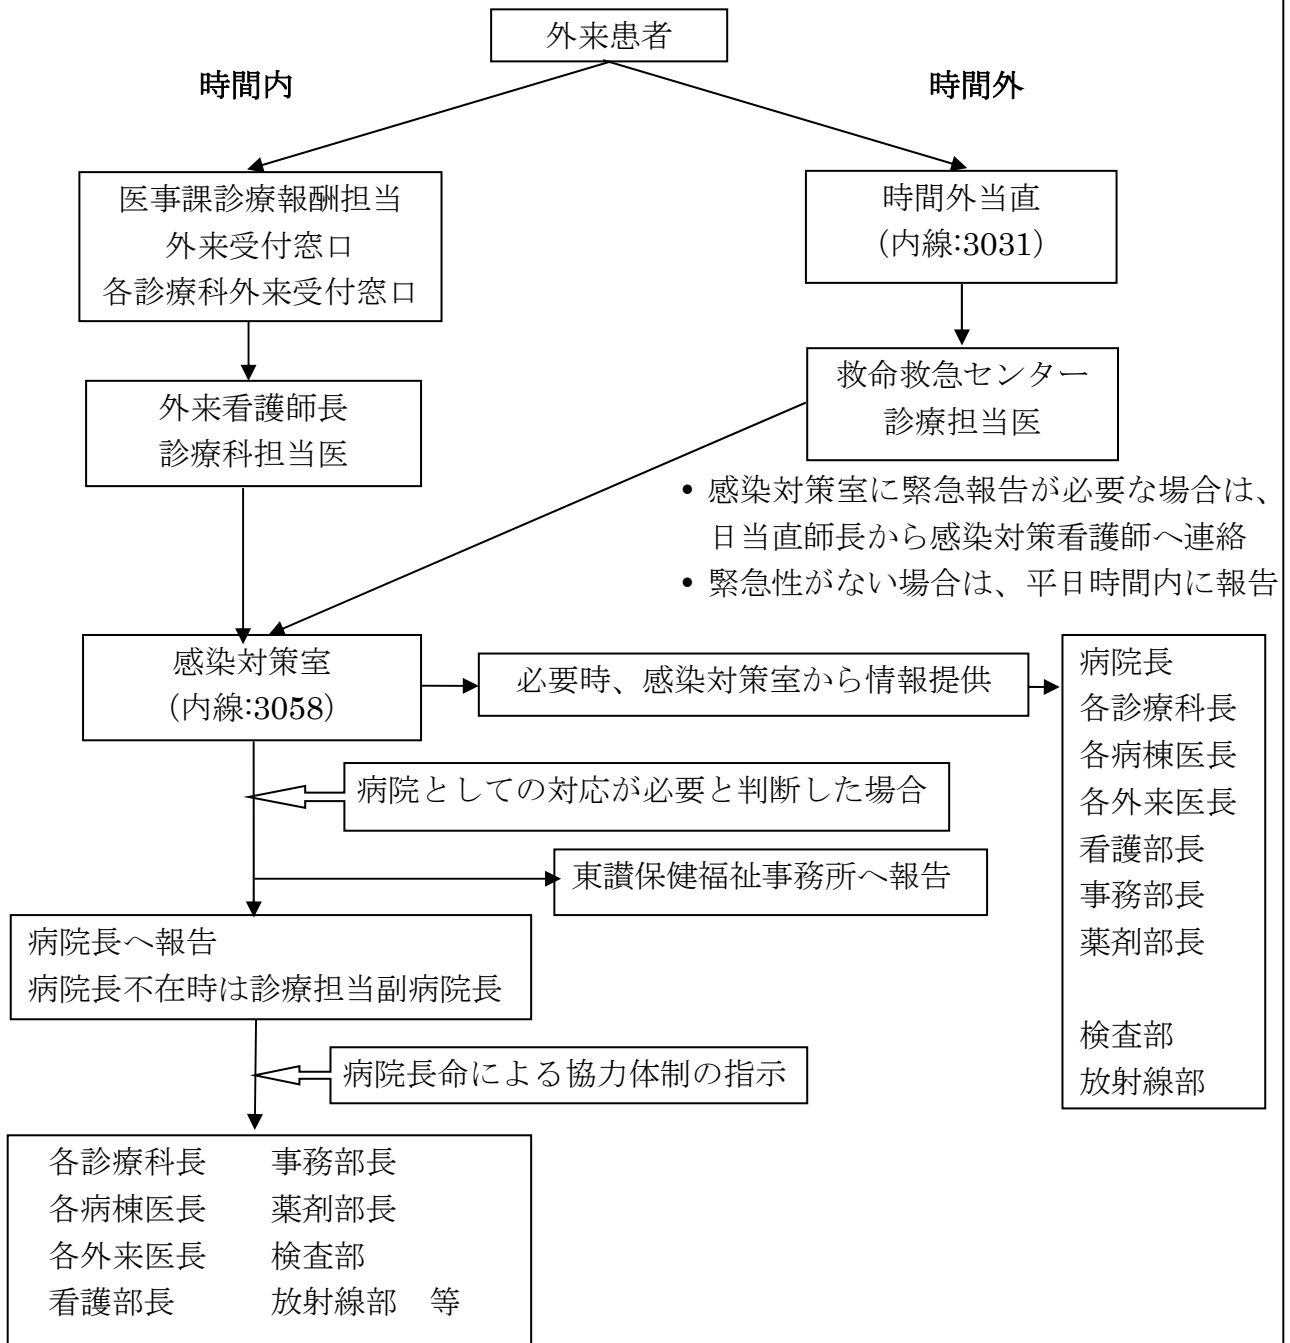 外来患者
時間内
時間外
医事課診療報酬担当
外来受付窓口
各診療科外来受付窓口
時間外当直
(内線:3031)
外来看護師長
診療科担当医
救命救急センター
診療担当医
• 感染対策室に緊急報告が必要な場合は、
日当直師長から感染対策看護師へ連絡
• 緊急性がない場合は、平日時間内に報告
感染対策室
(内線:3058)
必要時、感染対策室から情報提供
病院長
各診療科長
各病棟医長
各外来医長
看護部長
事務部長
薬剤部長
検査部
放射線部
病院としての対応が必要と判断した場合
東讃保健福祉事務所へ報告
病院長へ報告
病院長不在時は診療担当副病院長
病院長命による協力体制の指示
各診療科長 事務部長
各病棟医長 薬剤部長
各外来医長 検査部
看護部長 放射線部 等